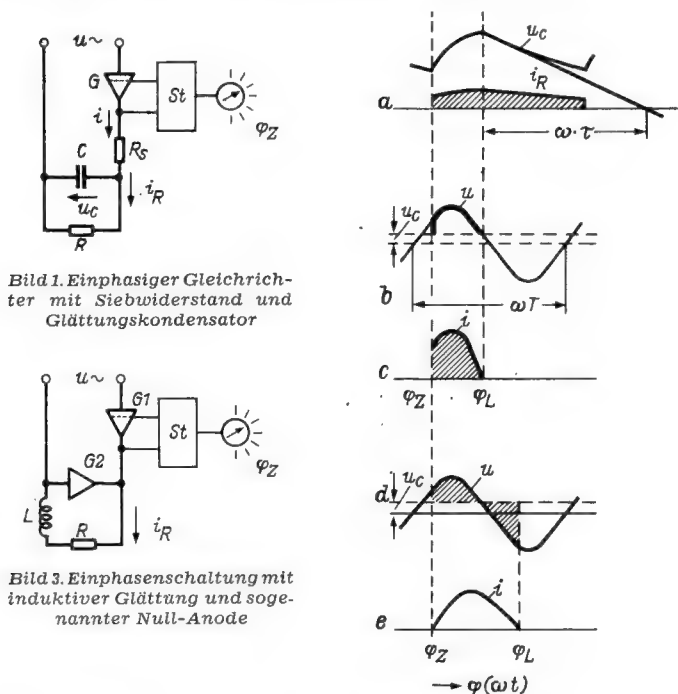 u~
G
St
i
φZ
C
RS
uC
iR
R
Bild 1. Einphasiger Gleichrich-
ter mit Siebwiderstand und
Glättungskondensator
u~
G1
St
G2
φZ
L
R
iR
Bild 3. Einphasenschaltung mit
induktiver Glättung und soge-
nannter Null-Anode
uC
iR
a
ω·τ
uC
u
b
ωT
i
c
φZ
φL
uC
d
u
i
e
φZ
φL
→ φ(ωt)